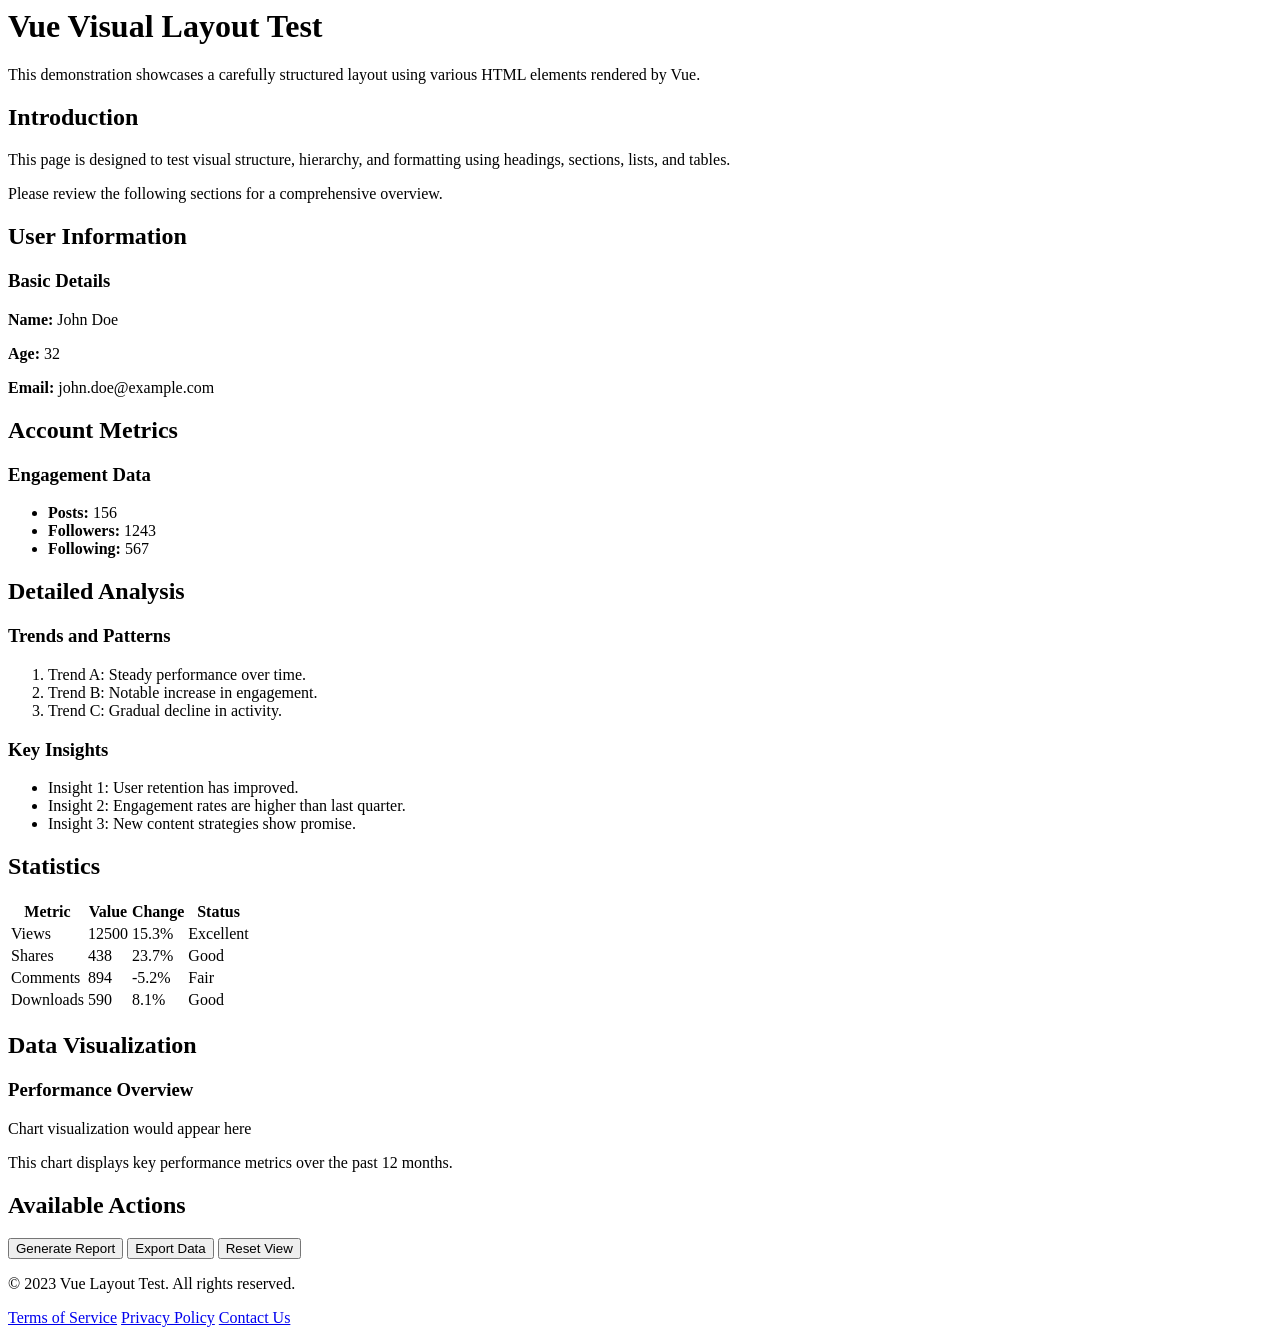 Vue Visual Layout Test
This demonstration showcases a carefully structured layout using various HTML elements rendered by Vue.
Introduction
This page is designed to test visual structure, hierarchy, and formatting using headings, sections, lists, and tables.
Please review the following sections for a comprehensive overview.
User Information
Basic Details
Name: John Doe
Age: 32
Email: john.doe@example.com
Account Metrics
Engagement Data
• Posts: 156
• Followers: 1243
• Following: 567
Detailed Analysis
Trends and Patterns
1. Trend A: Steady performance over time.
2. Trend B: Notable increase in engagement.
3. Trend C: Gradual decline in activity.
Key Insights
• Insight 1: User retention has improved.
• Insight 2: Engagement rates are higher than last quarter.
• Insight 3: New content strategies show promise.
Statistics
Metric Value Change Status
Views 12500 15.3% Excellent
Shares 438 23.7% Good
Comments 894 -5.2% Fair
Downloads 590 8.1% Good
Data Visualization
Performance Overview
Chart visualization would appear here
This chart displays key performance metrics over the past 12 months.
Available Actions
Generate Report Export Data Reset View
© 2023 Vue Layout Test. All rights reserved.
Terms of Service Privacy Policy Contact Us